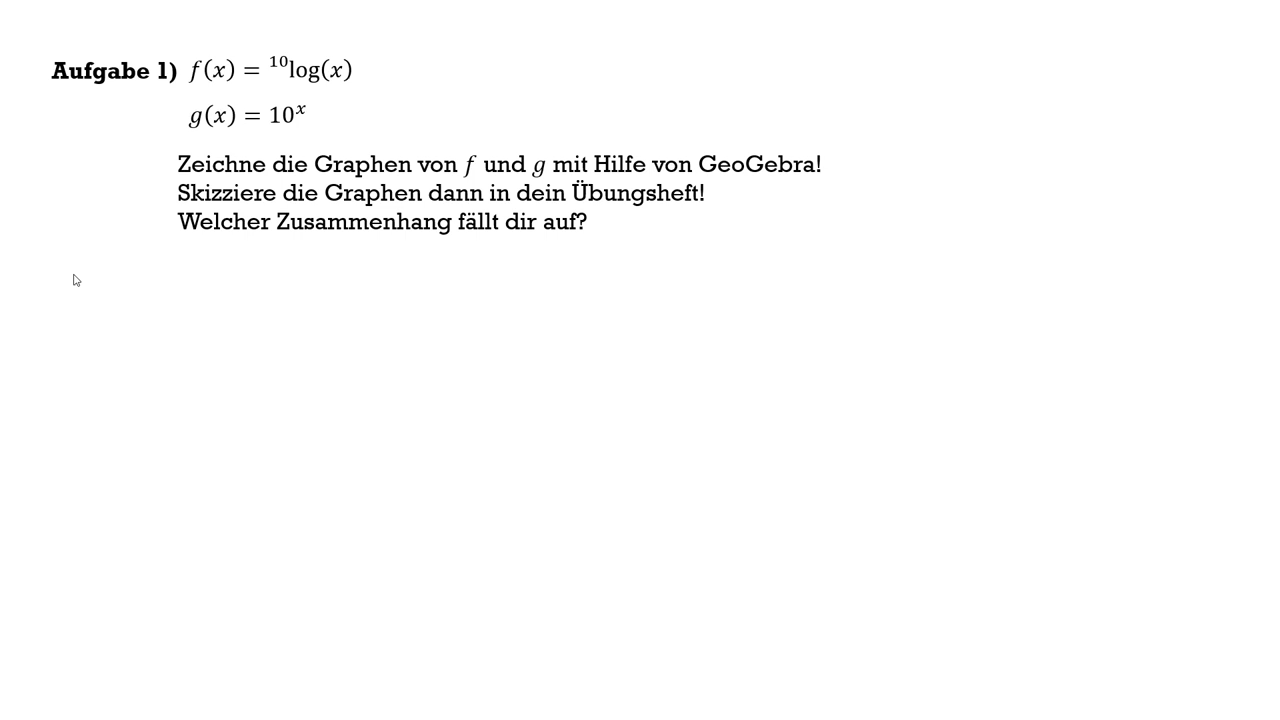 Aufgabe 1) f(x) = ¹⁰log(x)
g(x) = 10ˣ
Zeichne die Graphen von f und g mit Hilfe von GeoGebra!
Skizziere die Graphen dann in dein Übungsheft!
Welcher Zusammenhang fällt dir auf?